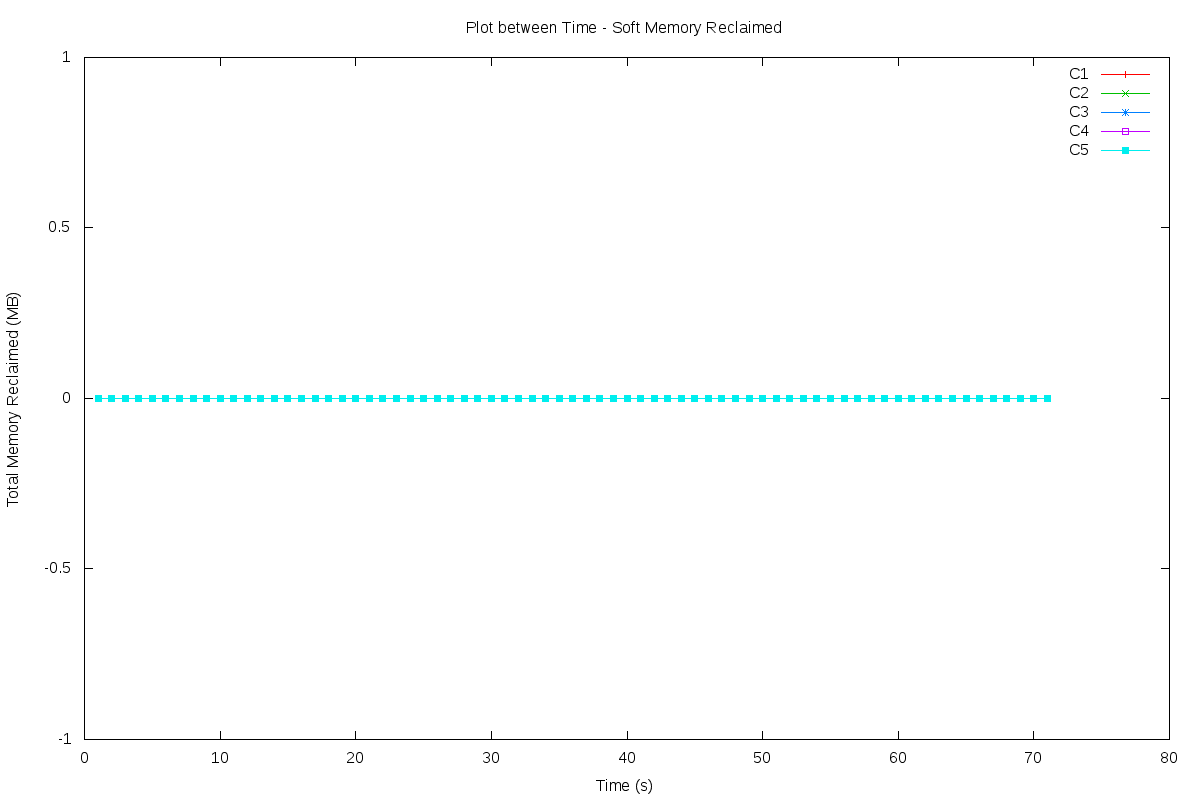 Plot between Time - Soft Memory Reclaimed
1
C1
C2
C3
C4
C5
0.5
Total Memory Reclaimed (MB)
0
-0.5
-1
0 10 20 30 40 50 60 70 80
Time (s)